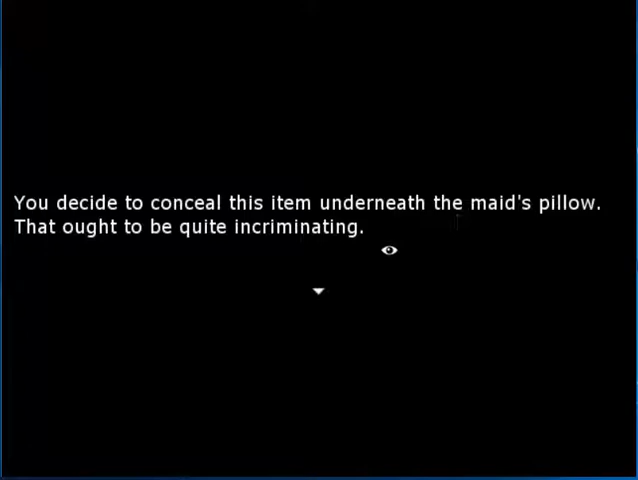 You decide to conceal this item underneath the maid's pillow.
That ought to be quite incriminating.